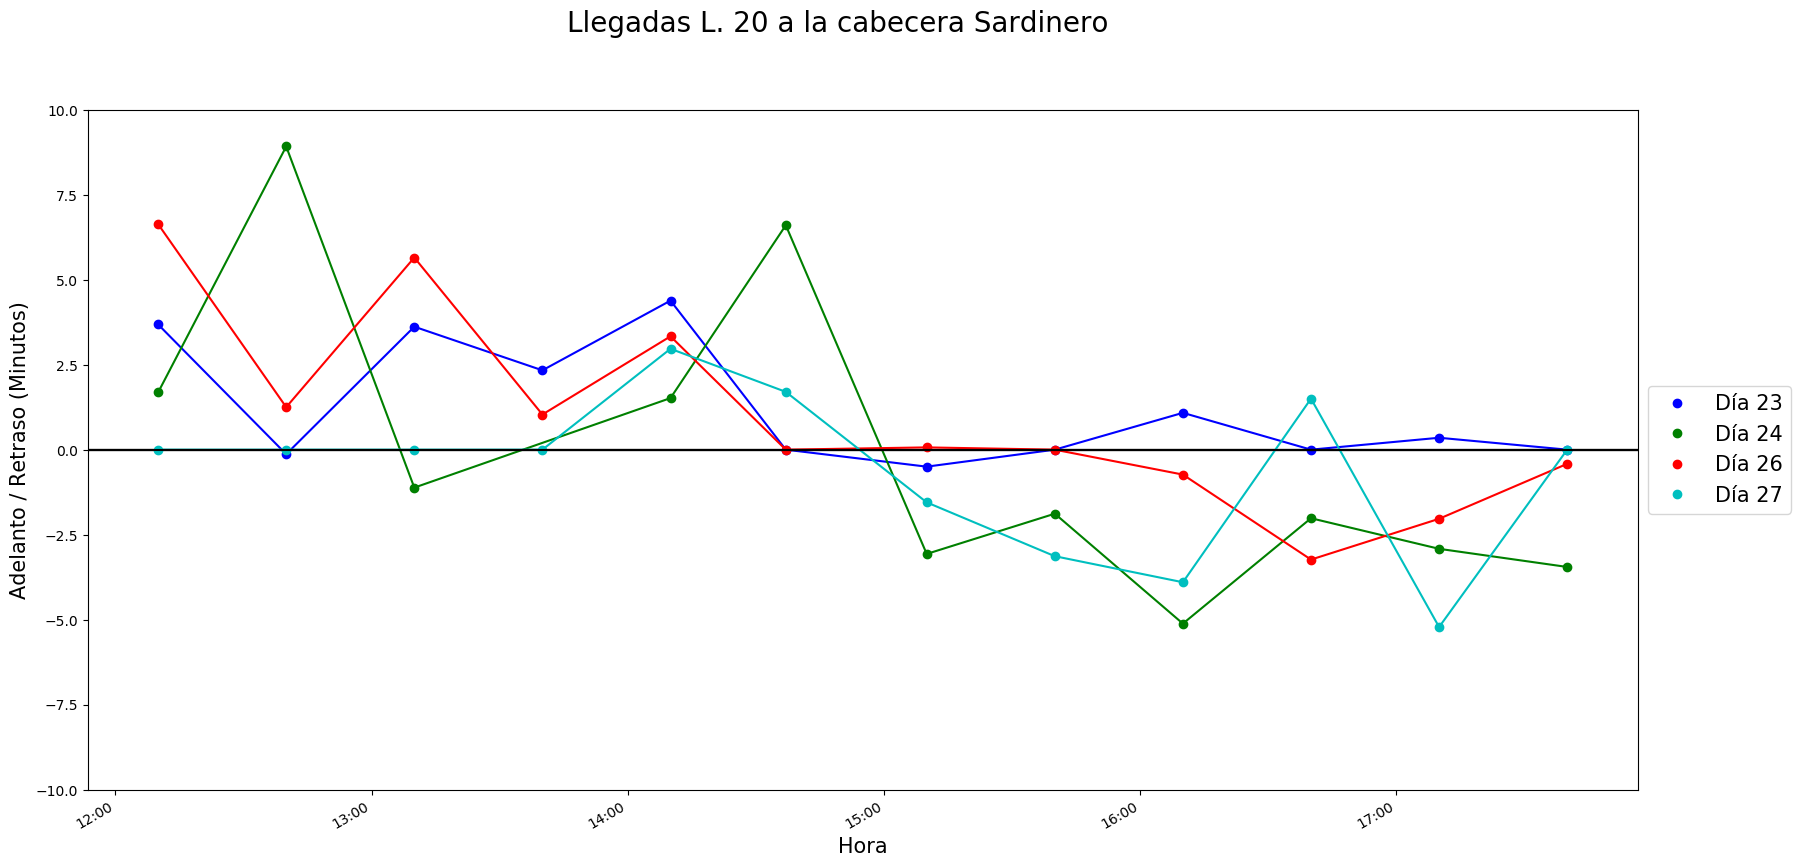 Llegadas L. 20 a la cabecera Sardinero
Adelanto / Retraso (Minutos)
10.0
7.5
5.0
2.5
0.0
−2.5
−5.0
−7.5
−10.0
12:00
13:00
14:00
15:00
16:00
17:00
Hora
Día 23
Día 24
Día 26
Día 27